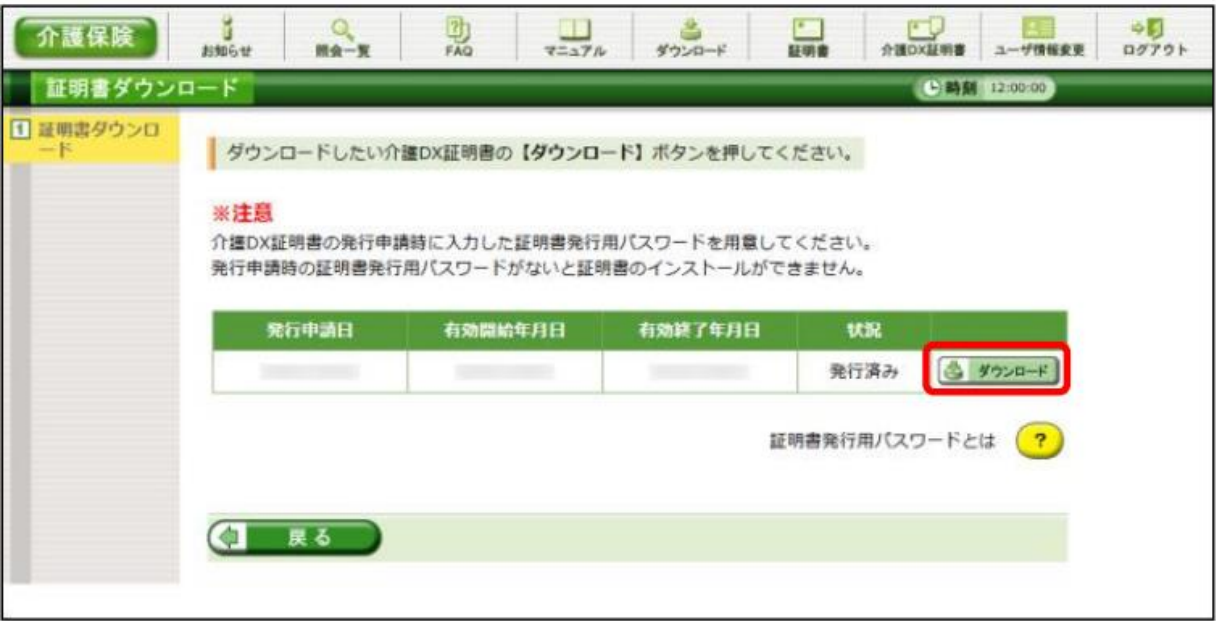 介護保険
お知らせ
照会一覧
FAQ
マニュアル
ダウンロード
証明書
介護DX証明書
ユーザ情報変更
ログアウト
証明書ダウンロード
時刻 12:00:00
1 証明書ダウンロ
ード
ダウンロードしたい介護DX証明書の【ダウンロード】ボタンを押してください。
※注意
介護DX証明書の発行申請時に入力した証明書発行用パスワードを用意してください。
発行申請時の証明書発行用パスワードがないと証明書のインストールができません。
発行申請日 有効開始年月日 有効終了年月日 状況
発行済み ダウンロード
証明書発行用パスワードとは ?
戻る